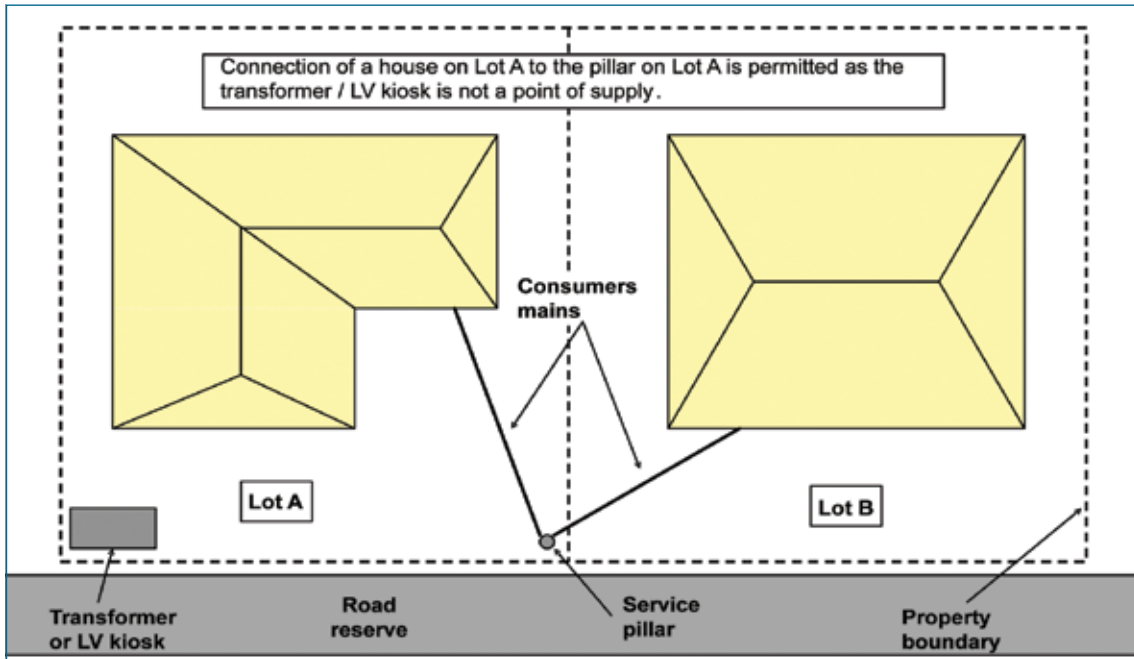 Connection of a house on Lot A to the pillar on Lot A is permitted as the
transformer / LV kiosk is not a point of supply.
Consumers
mains
Lot A
Lot B
Transformer
or LV kiosk
Road
reserve
Service
pillar
Property
boundary